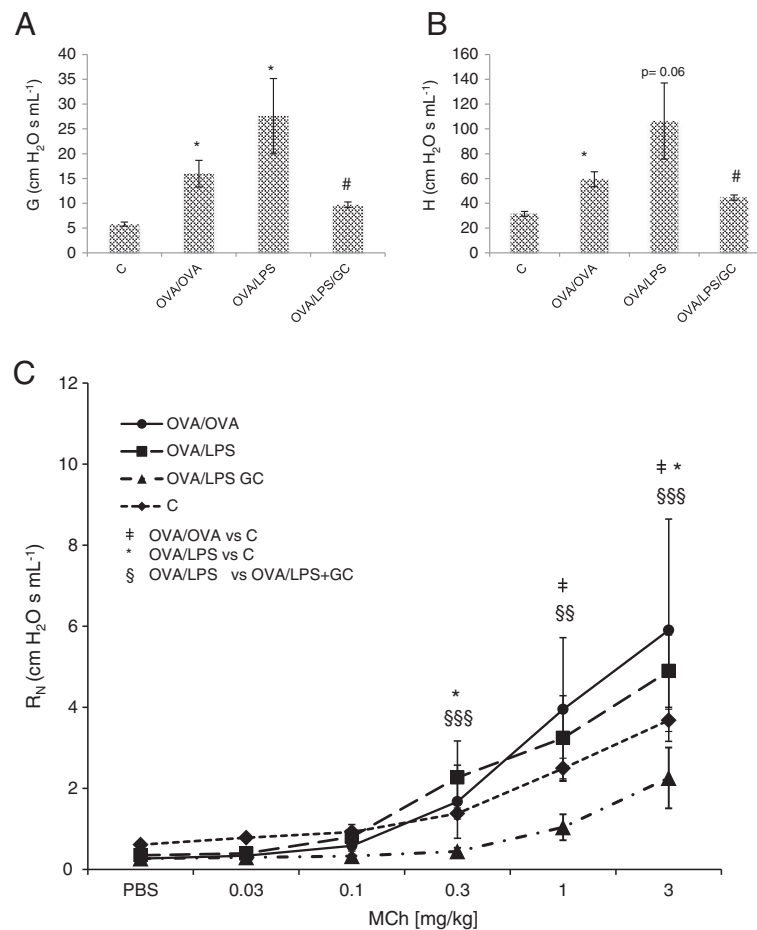 A
G (cm H₂O s mL⁻¹)
40
35
30
25
20
15
10
5
0
*
*
#
C
OVA/OVA
OVA/LPS
OVA/LPS/GC
B
H (cm H₂O s mL⁻¹)
160
140
120
100
80
60
40
20
0
*
p= 0.06
#
C
OVA/OVA
OVA/LPS
OVA/LPS/GC
C
R_N (cm H₂O s mL⁻¹)
12
10
8
6
4
2
0
OVA/OVA
OVA/LPS
OVA/LPS GC
C
ǂ OVA/OVA vs C
* OVA/LPS vs C
§ OVA/LPS vs OVA/LPS+GC
*
§§§
ǂ
§§
ǂ *
§§§
PBS
0.03
0.1
0.3
1
3
MCh [mg/kg]